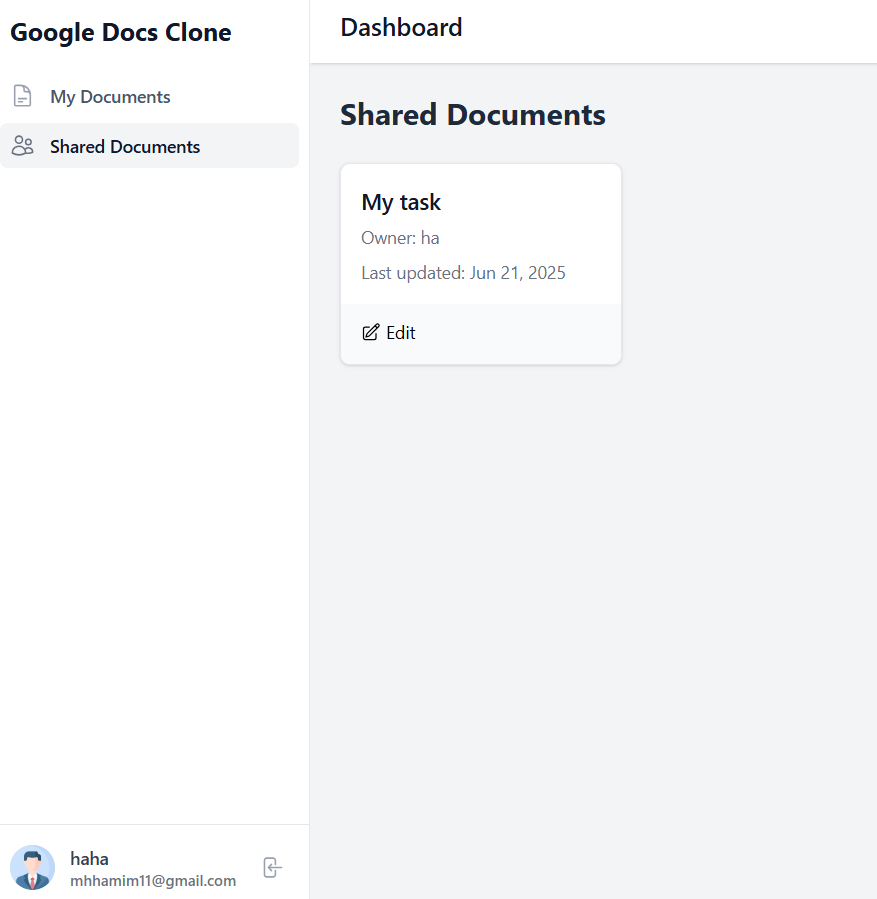 Google Docs Clone
My Documents
Shared Documents
Dashboard
Shared Documents
My task
Owner: ha
Last updated: Jun 21, 2025
Edit
haha
mhhamim11@gmail.com